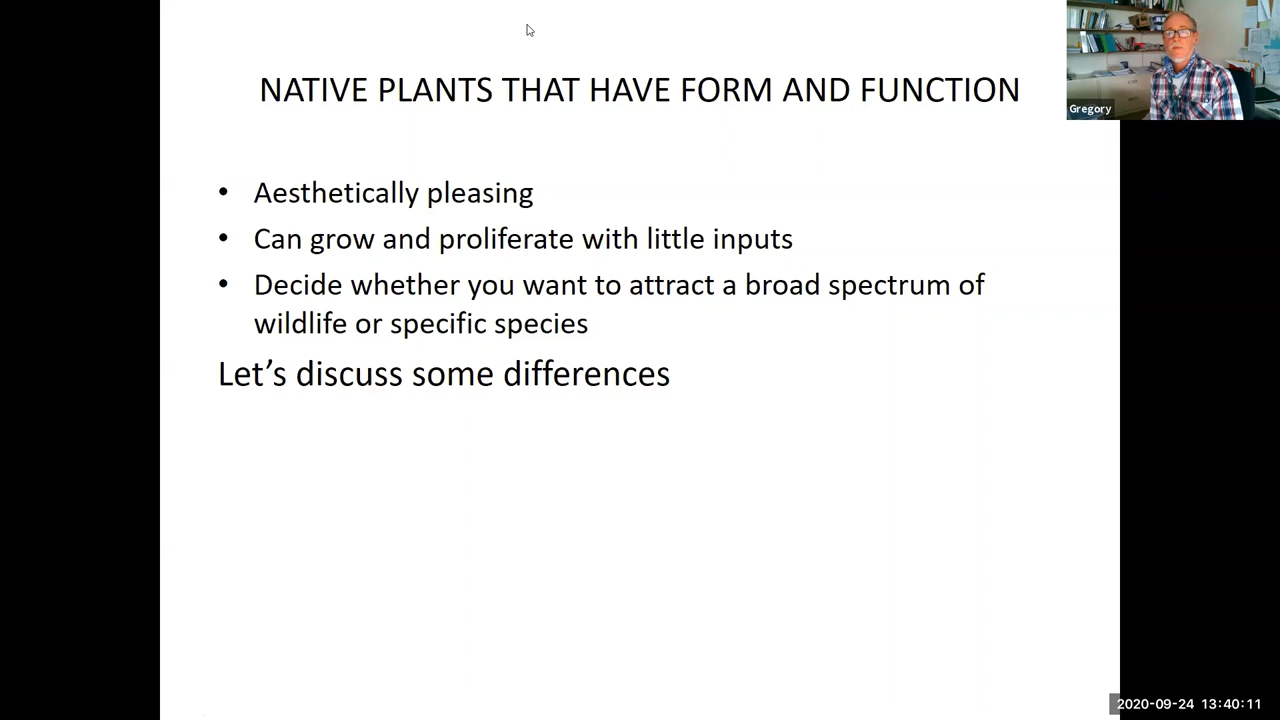 NATIVE PLANTS THAT HAVE FORM AND FUNCTION
Gregory
• Aesthetically pleasing
• Can grow and proliferate with little inputs
• Decide whether you want to attract a broad spectrum of
wildlife or specific species
Let’s discuss some differences
2020-09-24 13:40:11